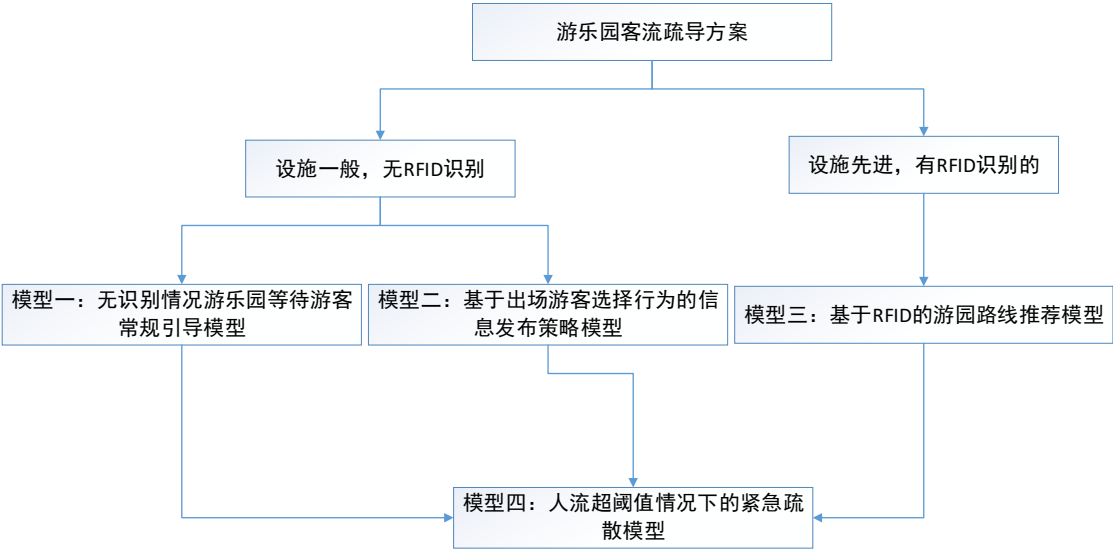 游乐园客流疏导方案
设施一般，无RFID识别
设施先进，有RFID识别的
模型一：无识别情况游乐园等待游客
常规引导模型
模型二：基于出场游客选择行为的信
息发布策略模型
模型三：基于RFID的游园路线推荐模型
模型四：人流超阈值情况下的紧急疏
散模型